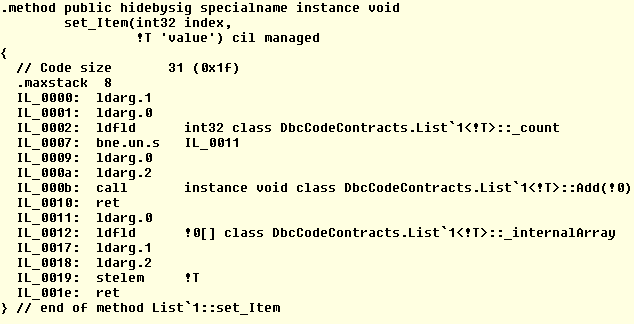 .method public hidebysig specialname instance void
        set_Item(int32 index,
                 !T 'value') cil managed
{
  // Code size       31 (0x1f)
  .maxstack  8
  IL_0000:  ldarg.1
  IL_0001:  ldarg.0
  IL_0002:  ldfld      int32 class DbcCodeContracts.List`1<!T>::_count
  IL_0007:  bne.un.s   IL_0011
  IL_0009:  ldarg.0
  IL_000a:  ldarg.2
  IL_000b:  call       instance void class DbcCodeContracts.List`1<!T>::Add(!0)
  IL_0010:  ret
  IL_0011:  ldarg.0
  IL_0012:  ldfld      !0[] class DbcCodeContracts.List`1<!T>::_internalArray
  IL_0017:  ldarg.1
  IL_0018:  ldarg.2
  IL_0019:  stelem     !T
  IL_001e:  ret
} // end of method List`1::set_Item